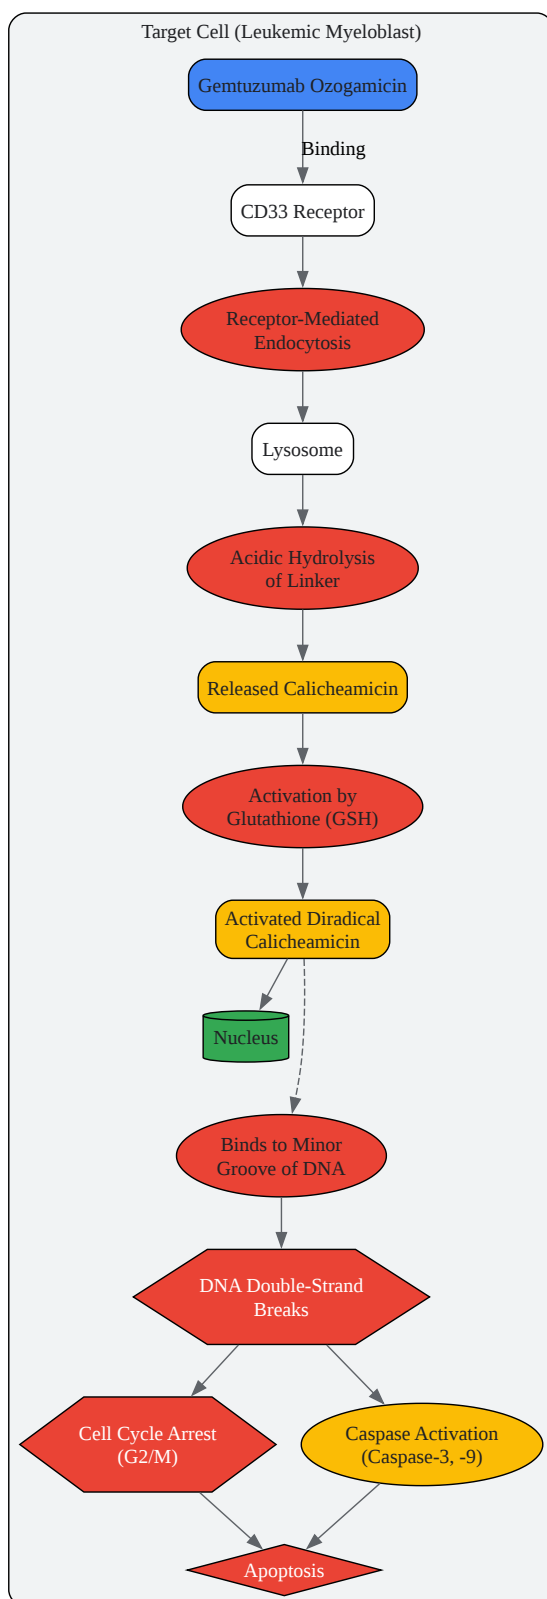 Target Cell (Leukemic Myeloblast)
Gemtuzumab Ozogamicin
Binding
CD33 Receptor
Receptor-Mediated
Endocytosis
Lysosome
Acidic Hydrolysis
of Linker
Released Calicheamicin
Activation by
Glutathione (GSH)
Activated Diradical
Calicheamicin
Nucleus
Binds to Minor
Groove of DNA
DNA Double-Strand
Breaks
Cell Cycle Arrest
(G2/M)
Caspase Activation
(Caspase-3, -9)
Apoptosis